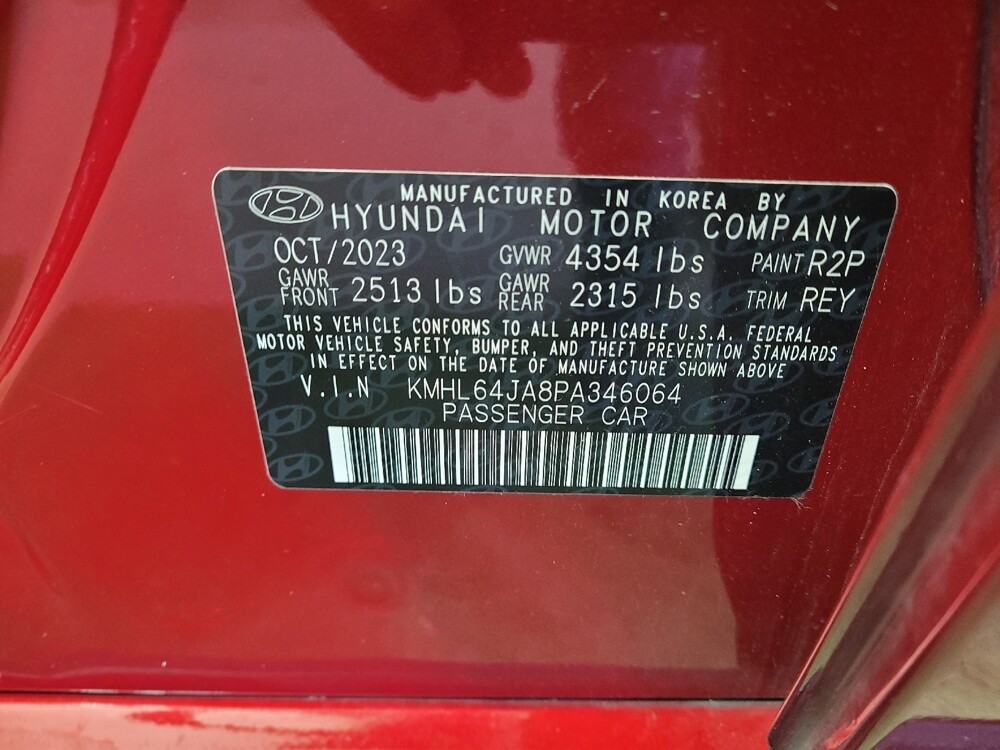 MANUFACTURED IN KOREA BY
HYUNDAI MOTOR COMPANY
OCT/2023 GVWR 4354 lbs PAINT R2P
GAWR FRONT 2513 lbs GAWR REAR 2315 lbs TRIM REY
THIS VEHICLE CONFORMS TO ALL APPLICABLE U.S.A. FEDERAL
MOTOR VEHICLE SAFETY, BUMPER, AND THEFT PREVENTION STANDARDS
IN EFFECT ON THE DATE OF MANUFACTURE SHOWN ABOVE
V.I.N KMHL64JA8PA346064
PASSENGER CAR